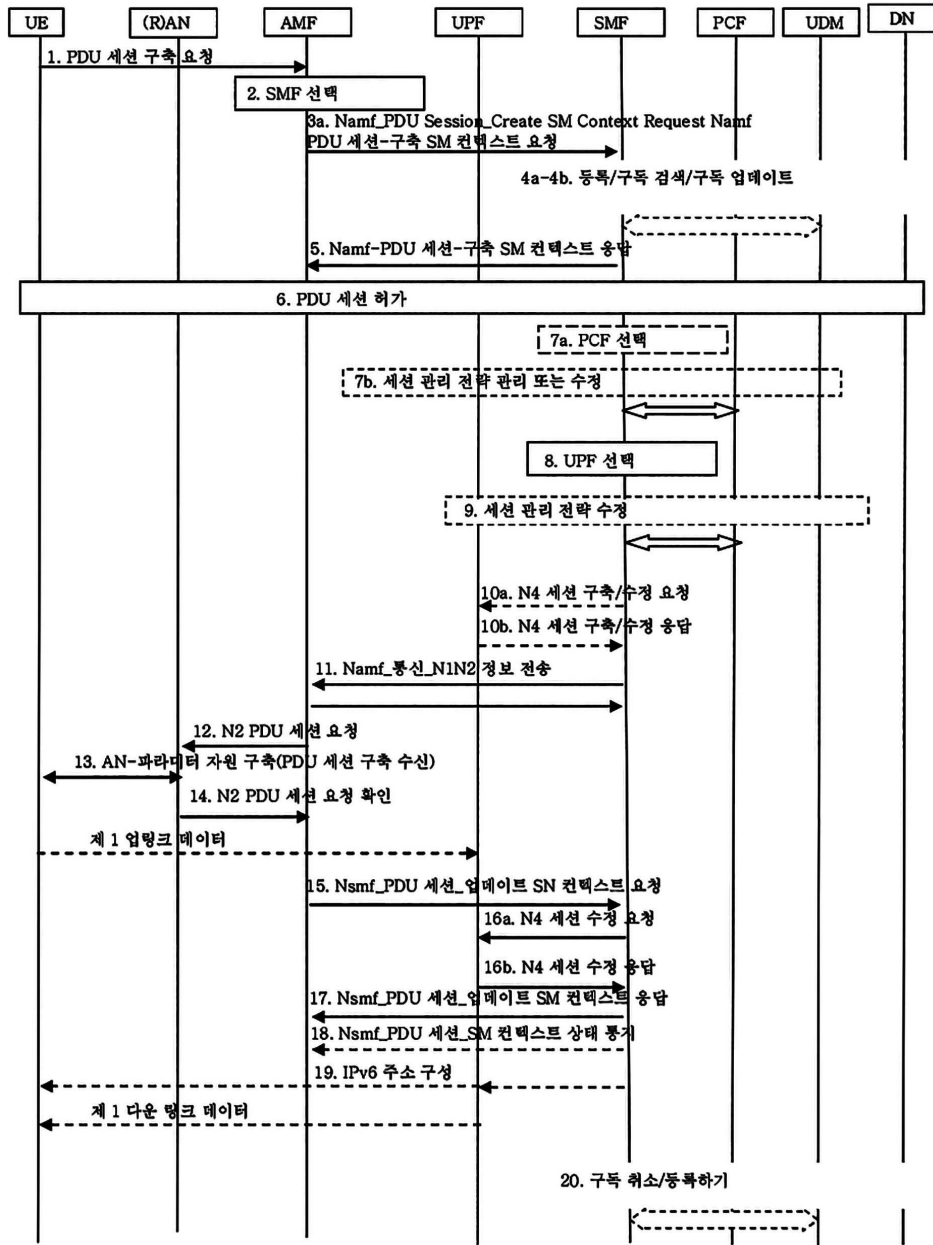 UE (R)AN AMF UPF SMF PCF UDM DN
1. PDU 세션 구축 요청
2. SMF 선택
3a. Namf_PDU Session_Create SM Context Request Namf
PDU 세션-구축 SM 컨텍스트 요청
4a-4b. 등록/구독 검색/구독 업데이트
5. Namf-PDU 세션-구축 SM 컨텍스트 응답
6. PDU 세션 허가
7a. PCF 선택
7b. 세션 관리 전략 관리 또는 수정
8. UPF 선택
9. 세션 관리 전략 수정
10a. N4 세션 구축/수정 요청
10b. N4 세션 구축/수정 응답
11. Namf_통신_N1N2 정보 전송
12. N2 PDU 세션 요청
13. AN-파라미터 자원 구축(PDU 세션 구축 수신)
14. N2 PDU 세션 요청 확인
제 1 업링크 데이터
15. Nsmf_PDU 세션_업데이트 SN 컨텍스트 요청
16a. N4 세션 수정 요청
16b. N4 세션 수정 응답
17. Nsmf_PDU 세션_업데이트 SM 컨텍스트 응답
18. Nsmf_PDU 세션_SM 컨텍스트 상태 통지
19. IPv6 주소 구성
제 1 다운 링크 데이터
20. 구독 취소/등록하기